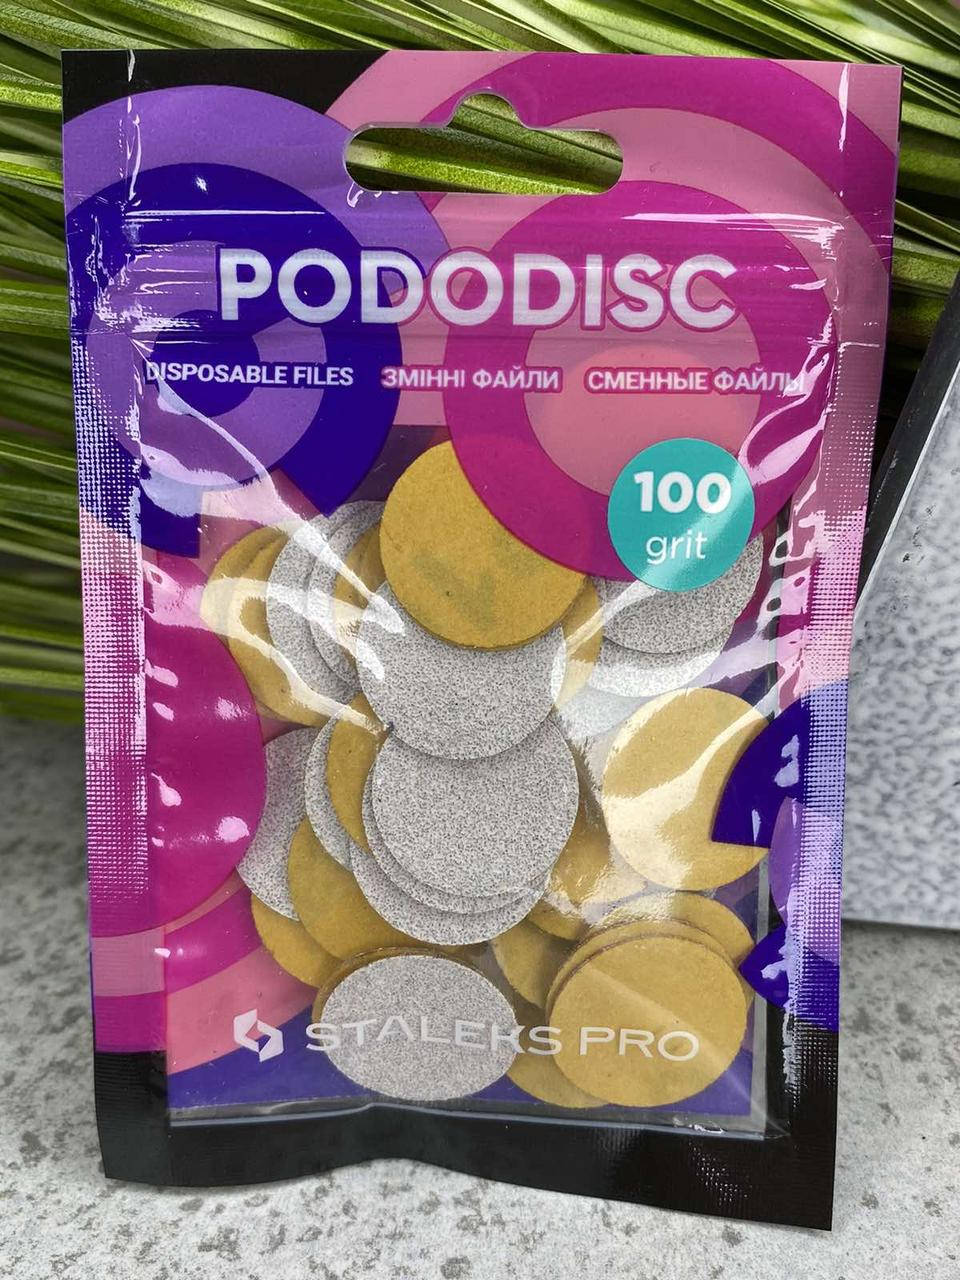 PODODISC
DISPOSABLE FILES ЗМІННІ ФАЙЛИ СМЕННЫЕ ФАЙЛЫ
100
grit
STALEKS PRO